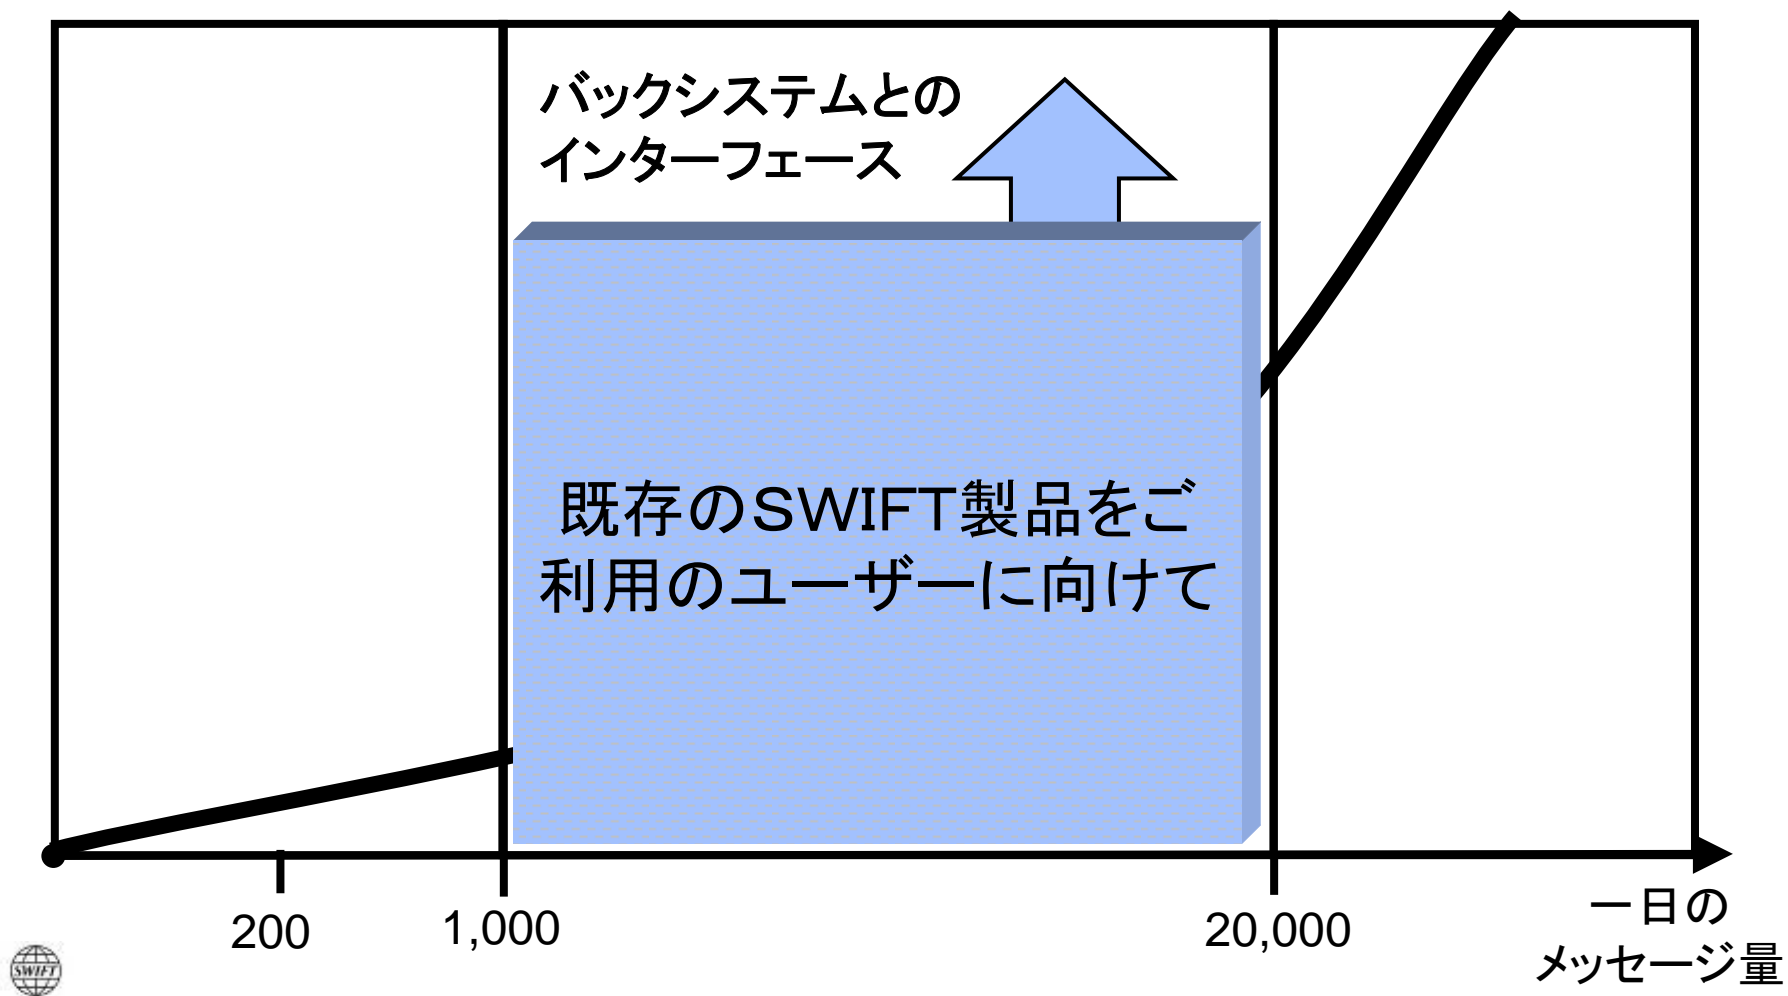 バックシステムとの
インターフェース
既存のSWIFT製品をご
利用のユーザーに向けて
200
1,000
20,000
一日の
メッセージ量
SWIFT